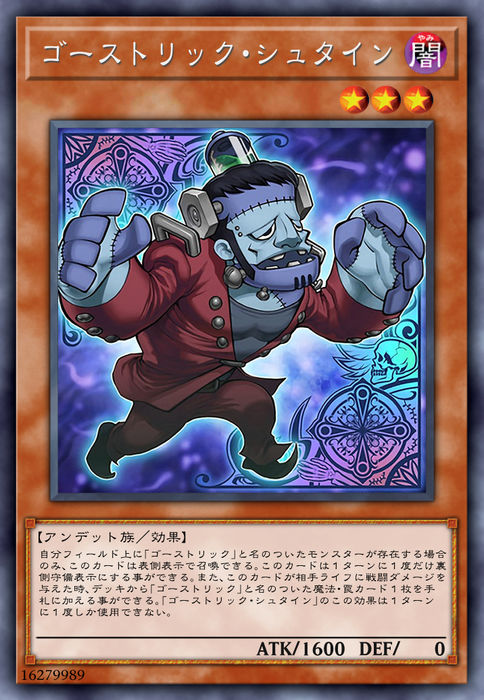 ゴーストリック・シュタイン
やみ
闇
【アンデット族／効果】
自分フィールド上に「ゴーストリック」と名のついたモンスターが存在する場合
のみ、このカードは表側表示で召喚できる。このカードは１ターンに１度だけ裏
側守備表示にする事ができる。また、このカードが相手ライフに戦闘ダメージを
与えた時、デッキから「ゴーストリック」と名のついた魔法・罠カード１枚を手
札に加える事ができる。「ゴーストリック・シュタイン」のこの効果は１ターン
に１度しか使用できない。
ATK/1600 DEF/ 0
16279989